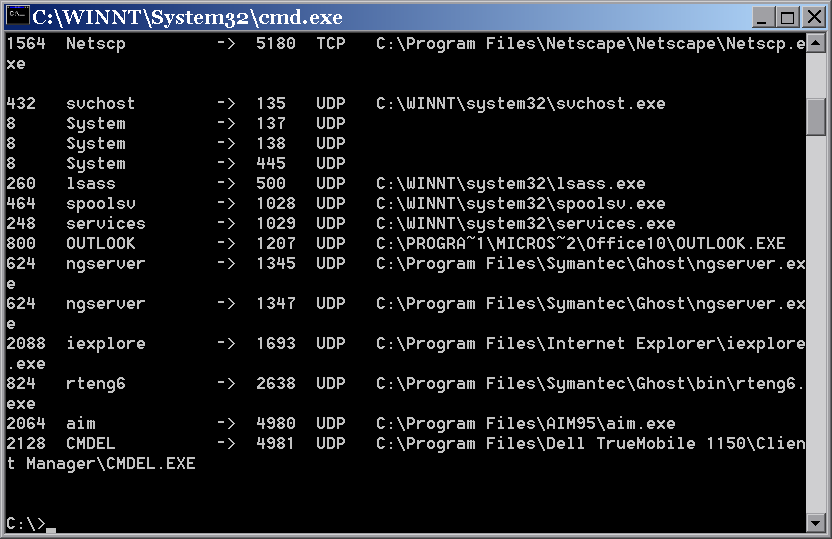 C:\WINNT\System32\cmd.exe
1564  Netscp         ->  5180  TCP   C:\Program Files\Netscape\Netscape\Netscp.e
xe
432   svchost        ->  135   UDP   C:\WINNT\system32\svchost.exe
8     System         ->  137   UDP
8     System         ->  138   UDP
8     System         ->  445   UDP
260   lsass          ->  500   UDP   C:\WINNT\system32\lsass.exe
464   spoolsv        ->  1028  UDP   C:\WINNT\system32\spoolsv.exe
248   services       ->  1029  UDP   C:\WINNT\system32\services.exe
800   OUTLOOK        ->  1207  UDP   C:\PROGRA~1\MICROS~2\Office10\OUTLOOK.EXE
624   ngserver       ->  1345  UDP   C:\Program Files\Symantec\Ghost\ngserver.ex
e
624   ngserver       ->  1347  UDP   C:\Program Files\Symantec\Ghost\ngserver.ex
e
2088  iexplore       ->  1693  UDP   C:\Program Files\Internet Explorer\iexplore
.exe
824   rteng6         ->  2638  UDP   C:\Program Files\Symantec\Ghost\bin\rteng6.
exe
2064  aim            ->  4980  UDP   C:\Program Files\AIM95\aim.exe
2128  CMDEL          ->  4981  UDP   C:\Program Files\Dell TrueMobile 1150\Clien
t Manager\CMDEL.EXE
C:\>_